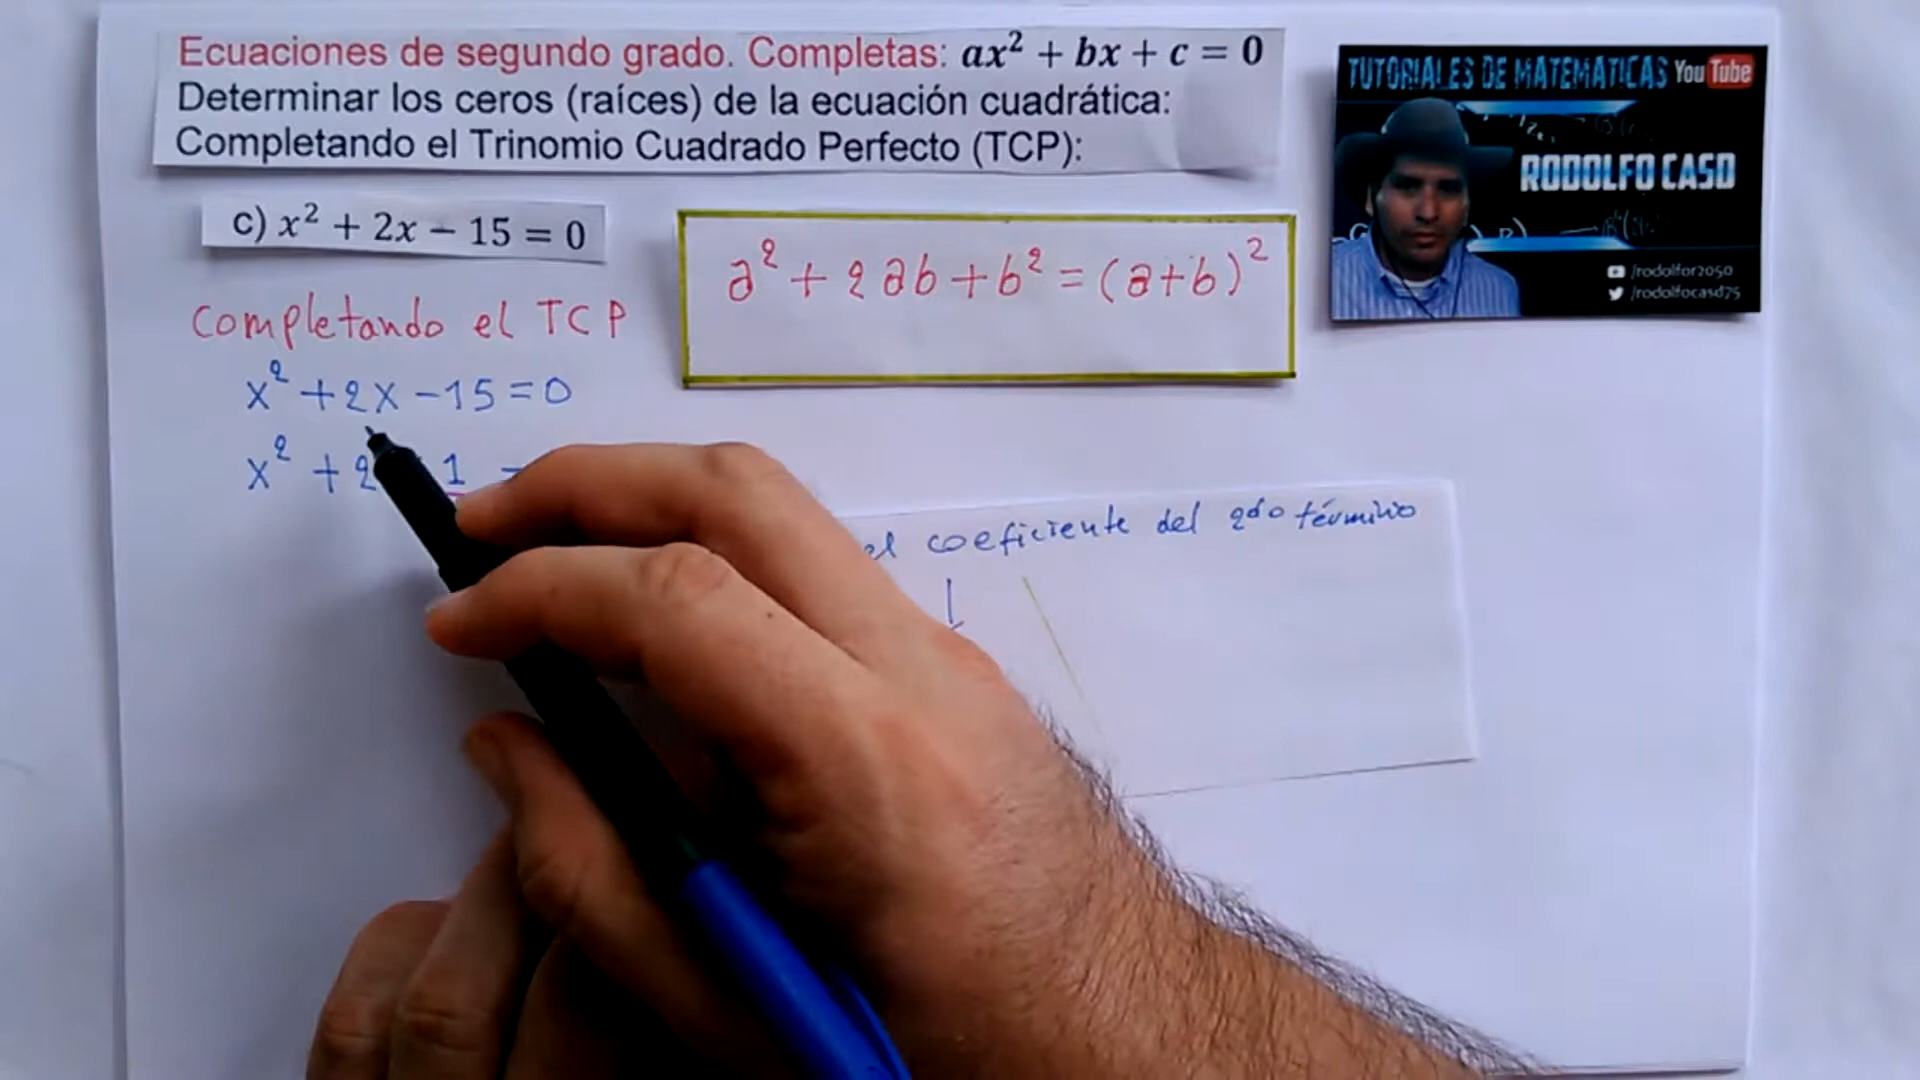 Ecuaciones de segundo grado. Completas: ax² + bx + c = 0
Determinar los ceros (raíces) de la ecuación cuadrática:
Completando el Trinomio Cuadrado Perfecto (TCP):
TUTORIALES DE MATEMATICAS YouTube
RODOLFO CASD
/rodolfor2050
/rodolfocasd75
c) x² + 2x – 15 = 0
a² + 2ab + b² = (a+b)²
Completando el TCP
x² + 2x – 15 = 0
x² + 2 1
el coeficiente del 2do término